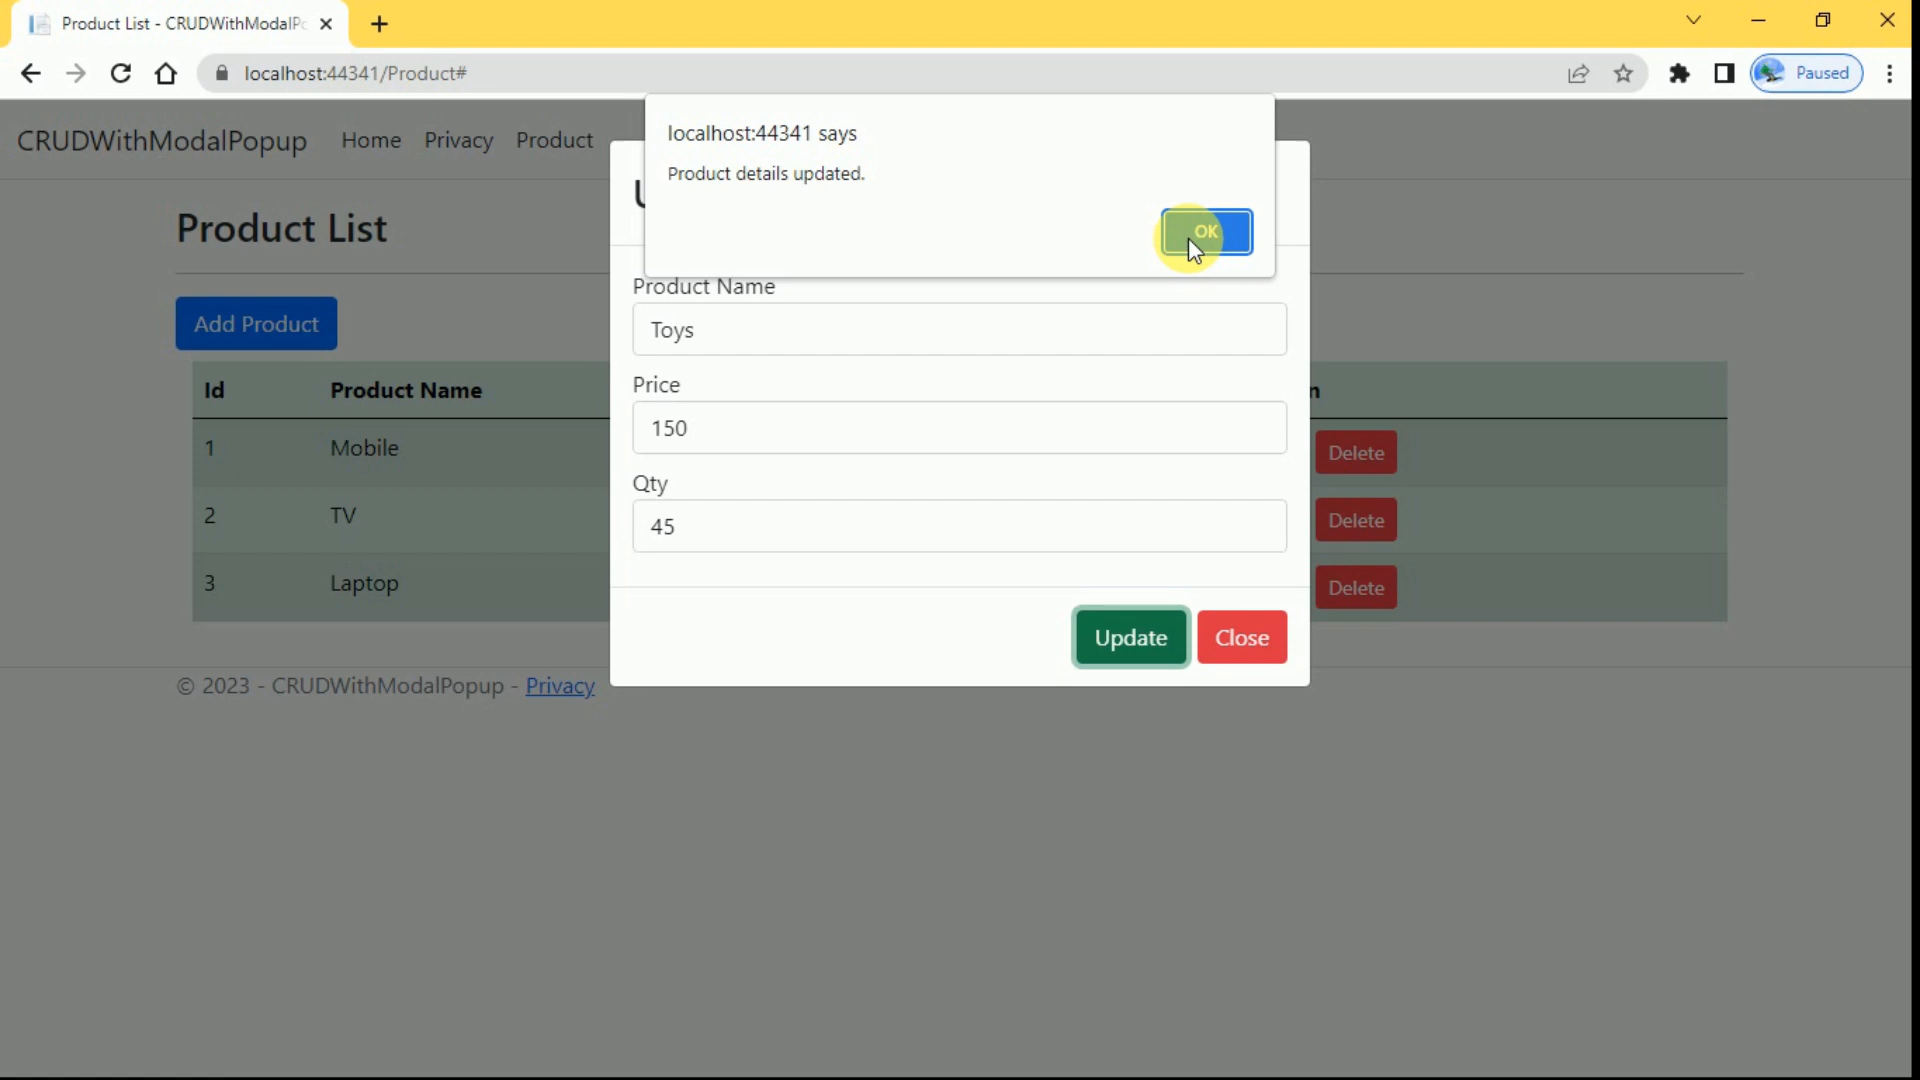 Product List - CRUDWithModalPo
localhost:44341/Product#
Paused
CRUDWithModalPopup Home Privacy Product
localhost:44341 says
Product details updated.
OK
Product List
Add Product
Product Name
Toys
Price
150
Qty
45
Update Close
Id Product Name
1 Mobile Delete
2 TV Delete
3 Laptop Delete
© 2023 - CRUDWithModalPopup - Privacy